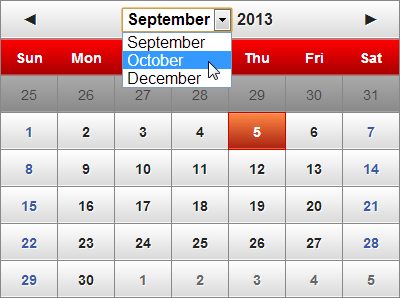 ◄ September 2013 ►
September
October
December
Sun Mon Thu Fri Sat
25 26 27 28 29 30 31
1 2 3 4 5 6 7
8 9 10 11 12 13 14
15 16 17 18 19 20 21
22 23 24 25 26 27 28
29 30 1 2 3 4 5